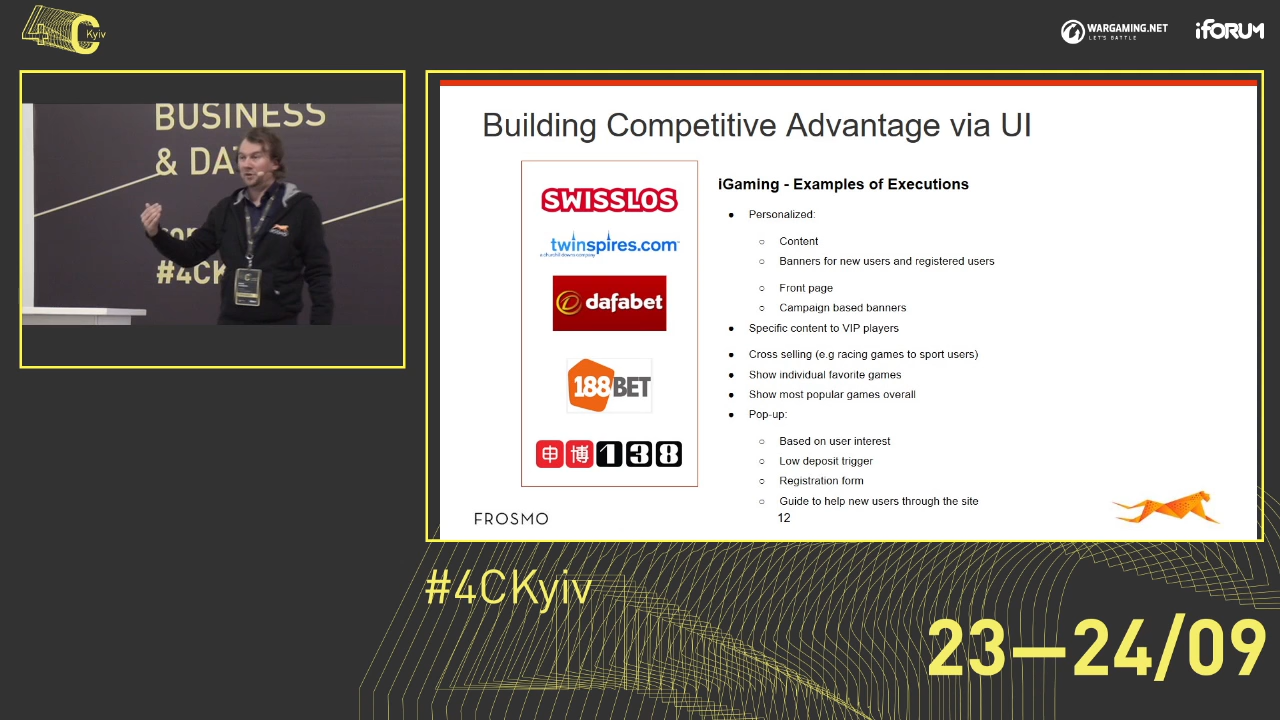 4C Kyiv
WARGAMING.NET
LET'S BATTLE
iFORUM
BUSINESS
& DA
#4CK
Building Competitive Advantage via UI
SWISSLOS
twinspires.com
a churchill downs company
dafabet
188BET
申博138
iGaming - Examples of Executions
● Personalized:
○ Content
○ Banners for new users and registered users
○ Front page
○ Campaign based banners
● Specific content to VIP players
● Cross selling (e.g racing games to sport users)
● Show individual favorite games
● Show most popular games overall
● Pop-up:
○ Based on user interest
○ Low deposit trigger
○ Registration form
○ Guide to help new users through the site
12
FROSMO
#4CKyiv
23—24/09